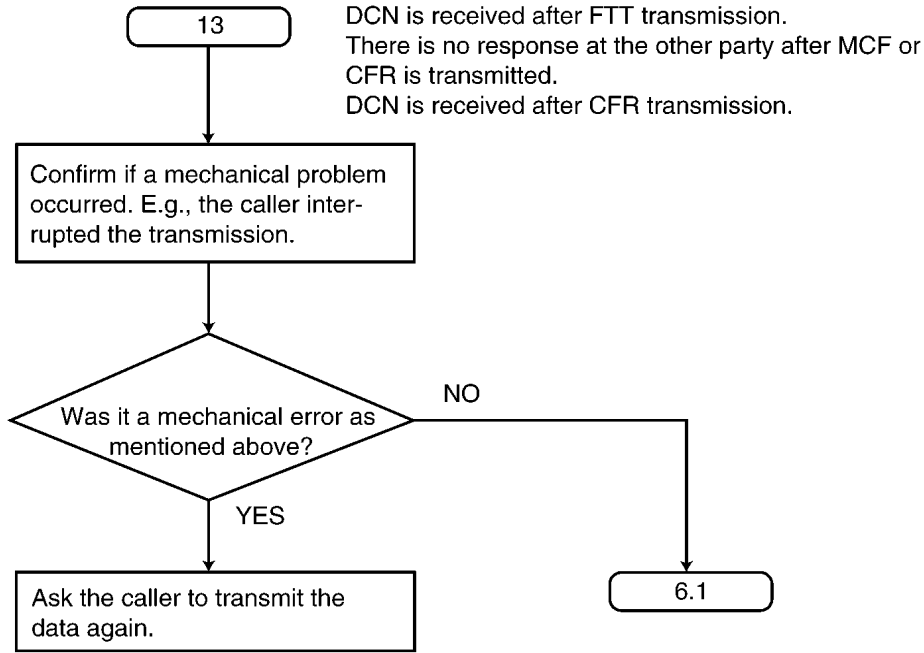 13
DCN is received after FTT transmission.
There is no response at the other party after MCF or
CFR is transmitted.
DCN is received after CFR transmission.
Confirm if a mechanical problem
occurred. E.g., the caller inter-
rupted the transmission.
Was it a mechanical error as
mentioned above?
NO
YES
Ask the caller to transmit the
data again.
6.1